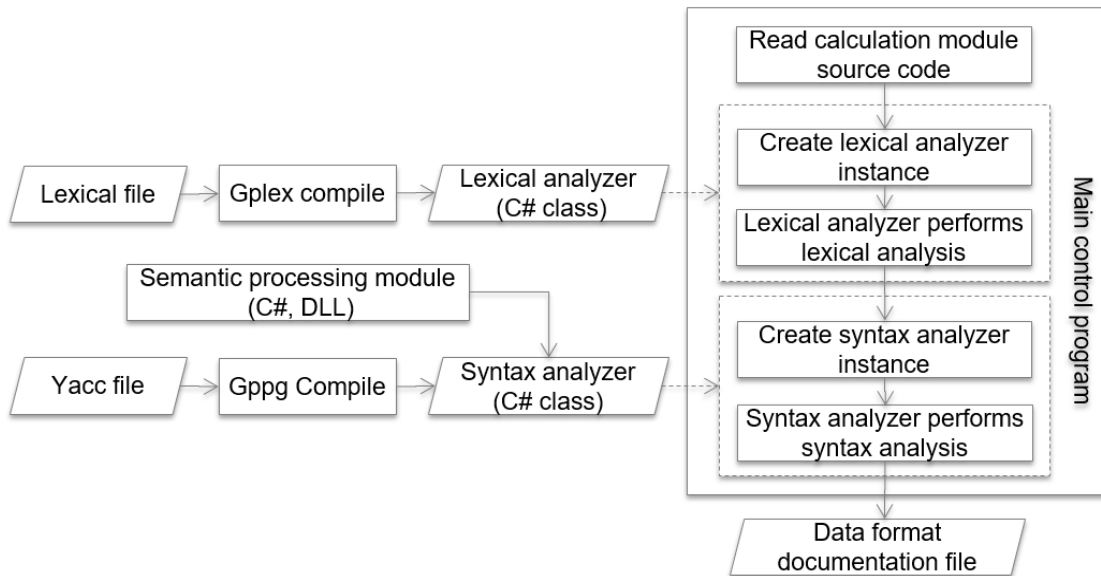 Read calculation module
source code
Create lexical analyzer
instance
Lexical file
Gplex compile
Lexical analyzer
(C# class)
Lexical analyzer performs
lexical analysis
Main control program
Semantic processing module
(C#, DLL)
Create syntax analyzer
instance
Yacc file
Gppg Compile
Syntax analyzer
(C# class)
Syntax analyzer performs
syntax analysis
Data format
documentation file